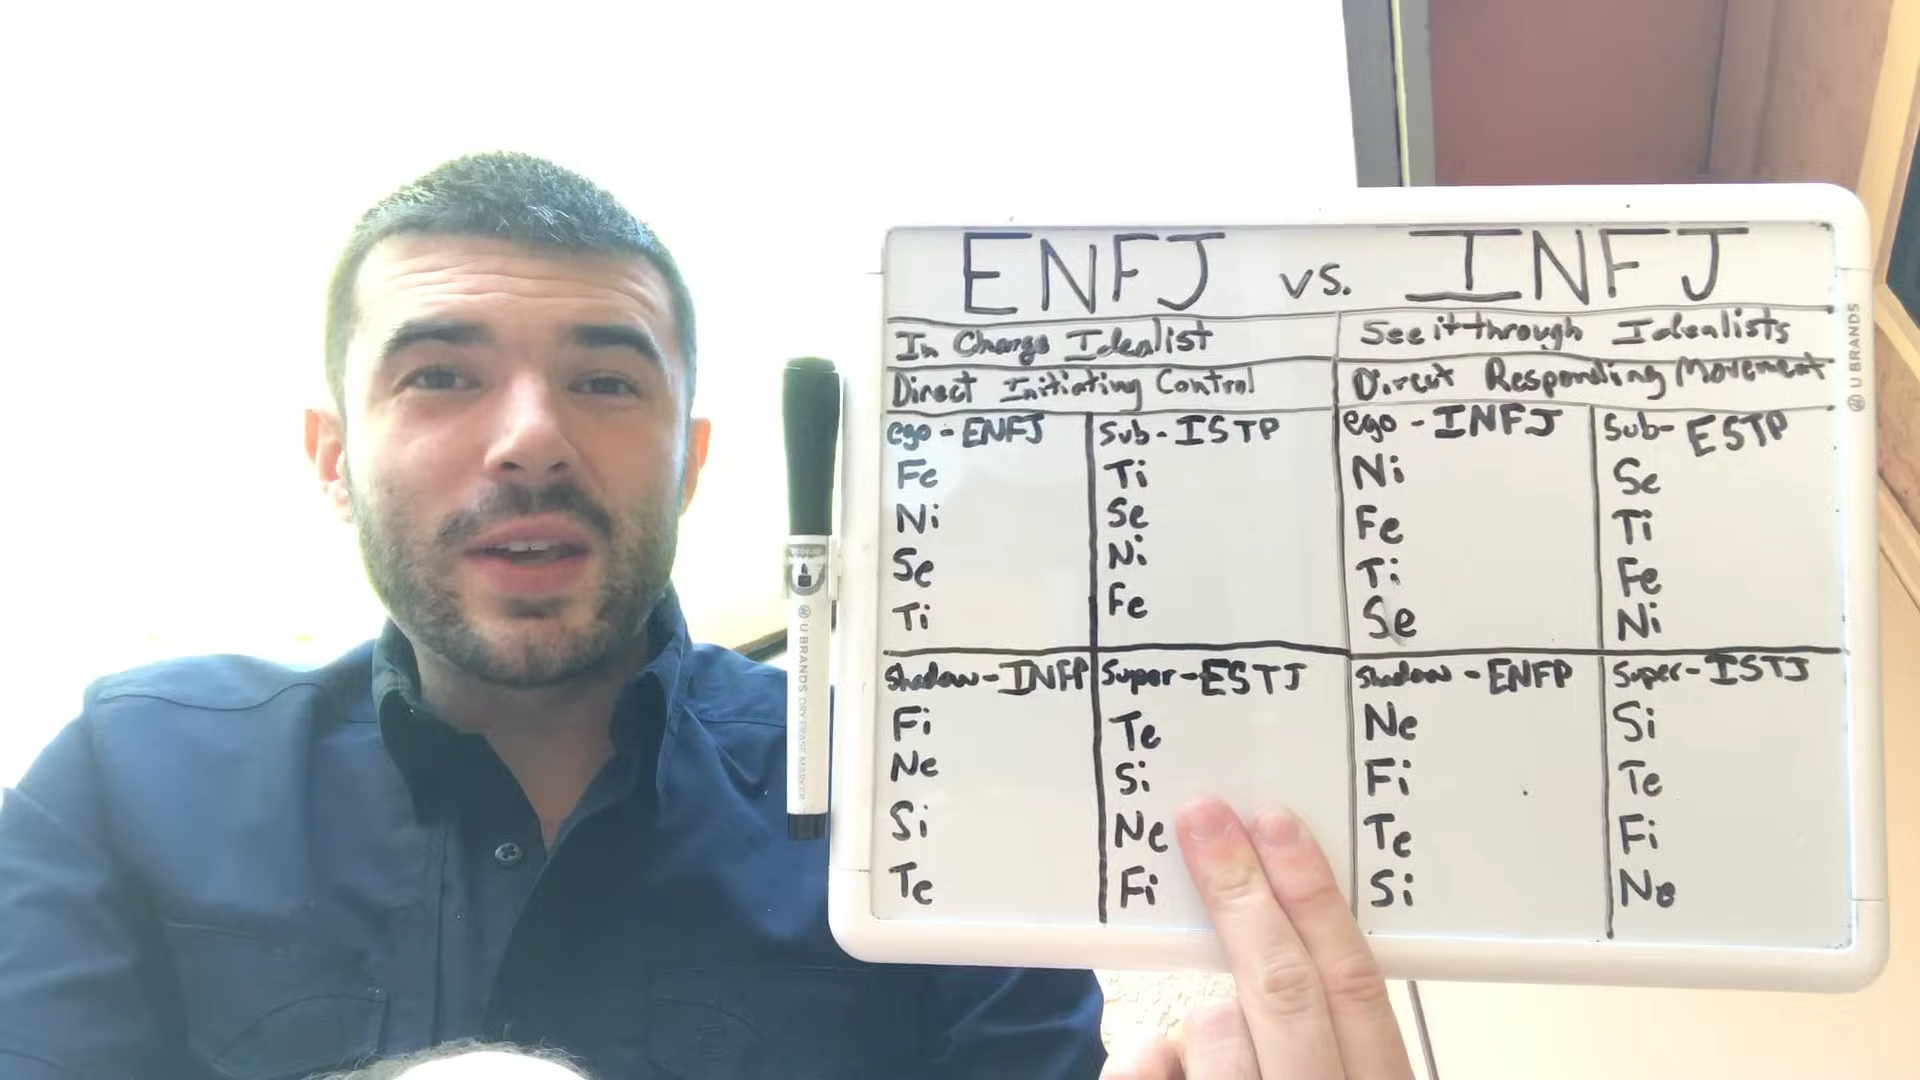 ENFJ vs. INFJ
In Charge Idealist
See it through Idealists
Direct Initiating Control
Direct Responding Movement
ego - ENFJ
Fe
Ni
Se
Ti
Sub - ISTP
Ti
Se
Ni
Fe
ego - INFJ
Ni
Fe
Ti
Se
Sub - ESTP
Se
Ti
Fe
Ni
Shadow - INFP
Fi
Ne
Si
Te
Super - ESTJ
Te
Si
Ne
Fi
Shadow - ENFP
Ne
Fi
Te
Si
Super - ISTJ
Si
Te
Fi
Ne
U BRANDS DRY ERASE MARKER
U BRANDS